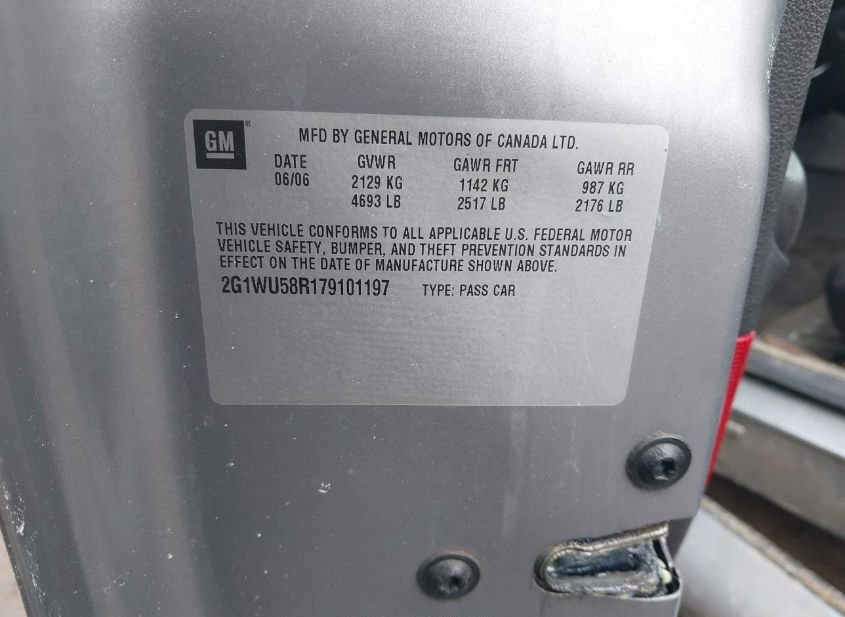 GM
MFD BY GENERAL MOTORS OF CANADA LTD.
DATE GVWR GAWR FRT GAWR RR
06/06 2129 KG 1142 KG 987 KG
4693 LB 2517 LB 2176 LB
THIS VEHICLE CONFORMS TO ALL APPLICABLE U.S. FEDERAL MOTOR
VEHICLE SAFETY, BUMPER, AND THEFT PREVENTION STANDARDS IN
EFFECT ON THE DATE OF MANUFACTURE SHOWN ABOVE.
2G1WU58R179101197 TYPE: PASS CAR